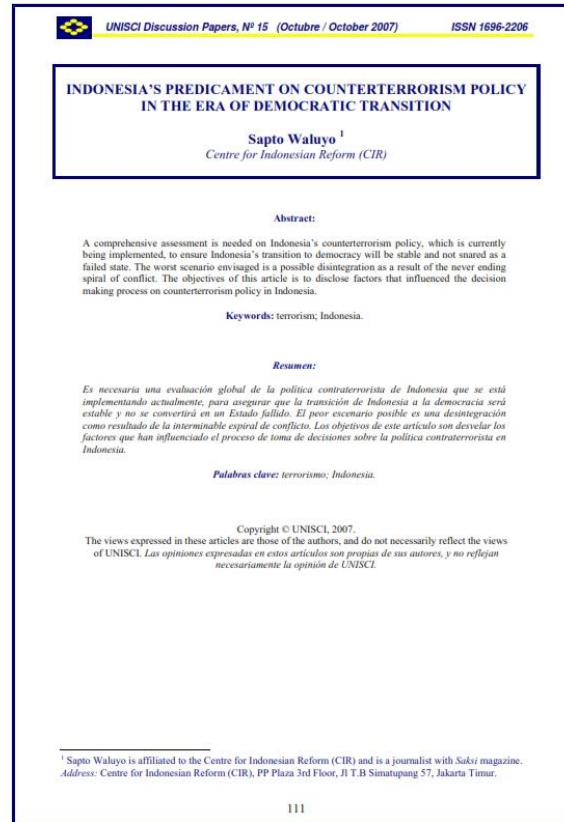 UNISCI Discussion Papers, Nº 15 (Octubre / October 2007) ISSN 1696-2206
INDONESIA'S PREDICAMENT ON COUNTERTERRORISM POLICY
IN THE ERA OF DEMOCRATIC TRANSITION
Sapto Waluyo 1
Centre for Indonesian Reform (CIR)
Abstract:
A comprehensive assessment is needed on Indonesia's counterterrorism policy, which is currently
being implemented, to ensure Indonesia's transition to democracy will be stable and not snared as a
failed state. The worst scenario envisaged is a possible disintegration as a result of the never ending
spiral of conflict. The objectives of this article is to disclose factors that influenced the decision
making process on counterterrorism policy in Indonesia.
Keywords: terrorism; Indonesia.
Resumen:
Es necesaria una evaluación global de la política contraterrorista de Indonesia que se está
implementando actualmente, para asegurar que la transición de Indonesia a la democracia será
estable y no se convertirá en un Estado fallido. El peor escenario posible es una desintegración
como resultado de la interminable espiral de conflicto. Los objetivos de este artículo son desvelar los
factores que han influenciado el proceso de toma de decisiones sobre la política contraterrorista en
Indonesia.
Palabras clave: terrorismo; Indonesia.
Copyright © UNISCI, 2007.
The views expressed in these articles are those of the authors, and do not necessarily reflect the views
of UNISCI. Las opiniones expresadas en estos artículos son propias de sus autores, y no reflejan
necesariamente la opinión de UNISCI.
1 Sapto Waluyo is affiliated to the Centre for Indonesian Reform (CIR) and is a journalist with Saksi magazine.
Address: Centre for Indonesian Reform (CIR), PP Plaza 3rd Floor, Jl T.B Simatupang 57, Jakarta Timur.
111